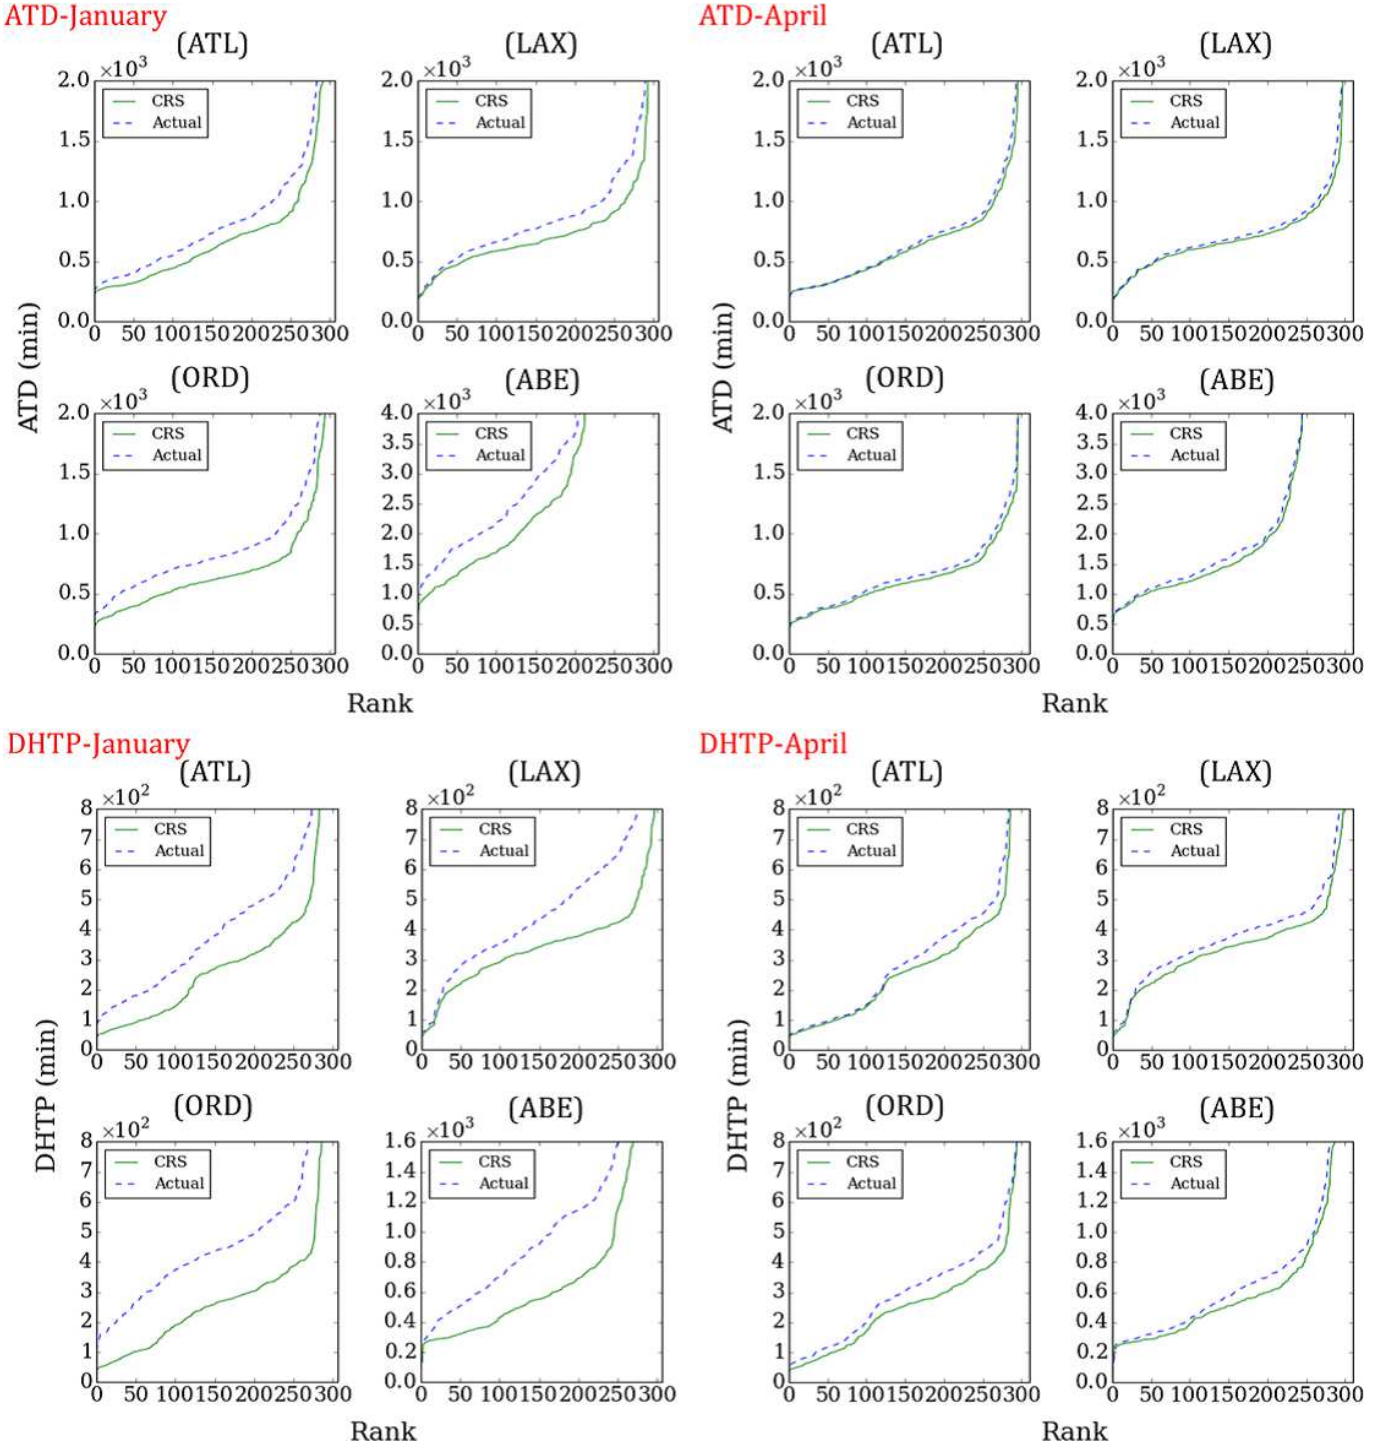 ATD-January
ATD-April
(ATL)
(LAX)
(ATL)
(LAX)
×10³
×10³
×10³
×10³
2.0
1.5
1.0
0.5
0.0
CRS
Actual
0 50 100 150 200 250 300
2.0
1.5
1.0
0.5
0.0
CRS
Actual
0 50 100 150 200 250 300
2.0
1.5
1.0
0.5
0.0
CRS
Actual
0 50 100 150 200 250 300
2.0
1.5
1.0
0.5
0.0
CRS
Actual
0 50 100 150 200 250 300
ATD (min)
ATD (min)
(ORD)
(ABE)
(ORD)
(ABE)
×10³
×10³
×10³
×10³
2.0
1.5
1.0
0.5
0.0
CRS
Actual
0 50 100 150 200 250 300
4.0
3.5
3.0
2.5
2.0
1.5
1.0
0.5
0.0
CRS
Actual
0 50 100 150 200 250 300
2.0
1.5
1.0
0.5
0.0
CRS
Actual
0 50 100 150 200 250 300
4.0
3.5
3.0
2.5
2.0
1.5
1.0
0.5
0.0
CRS
Actual
0 50 100 150 200 250 300
Rank
Rank
DHTP-January
DHTP-April
(ATL)
(LAX)
(ATL)
(LAX)
×10²
×10²
×10²
×10²
8
7
6
5
4
3
2
1
0
CRS
Actual
0 50 100 150 200 250 300
8
7
6
5
4
3
2
1
0
CRS
Actual
0 50 100 150 200 250 300
8
7
6
5
4
3
2
1
0
CRS
Actual
0 50 100 150 200 250 300
8
7
6
5
4
3
2
1
0
CRS
Actual
0 50 100 150 200 250 300
DHTP (min)
DHTP (min)
(ORD)
(ABE)
(ORD)
(ABE)
×10²
×10³
×10²
×10³
8
7
6
5
4
3
2
1
0
CRS
Actual
0 50 100 150 200 250 300
1.6
1.4
1.2
1.0
0.8
0.6
0.4
0.2
0.0
CRS
Actual
0 50 100 150 200 250 300
8
7
6
5
4
3
2
1
0
CRS
Actual
0 50 100 150 200 250 300
1.6
1.4
1.2
1.0
0.8
0.6
0.4
0.2
0.0
CRS
Actual
0 50 100 150 200 250 300
Rank
Rank